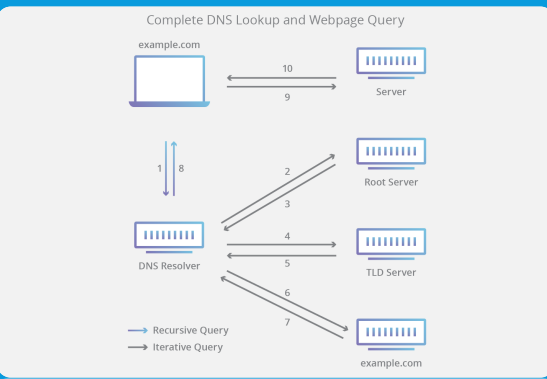 Complete DNS Lookup and Webpage Query
example.com
10
9
Server
1
8
2
3
Root Server
DNS Resolver
4
5
TLD Server
6
7
example.com
Recursive Query
Iterative Query